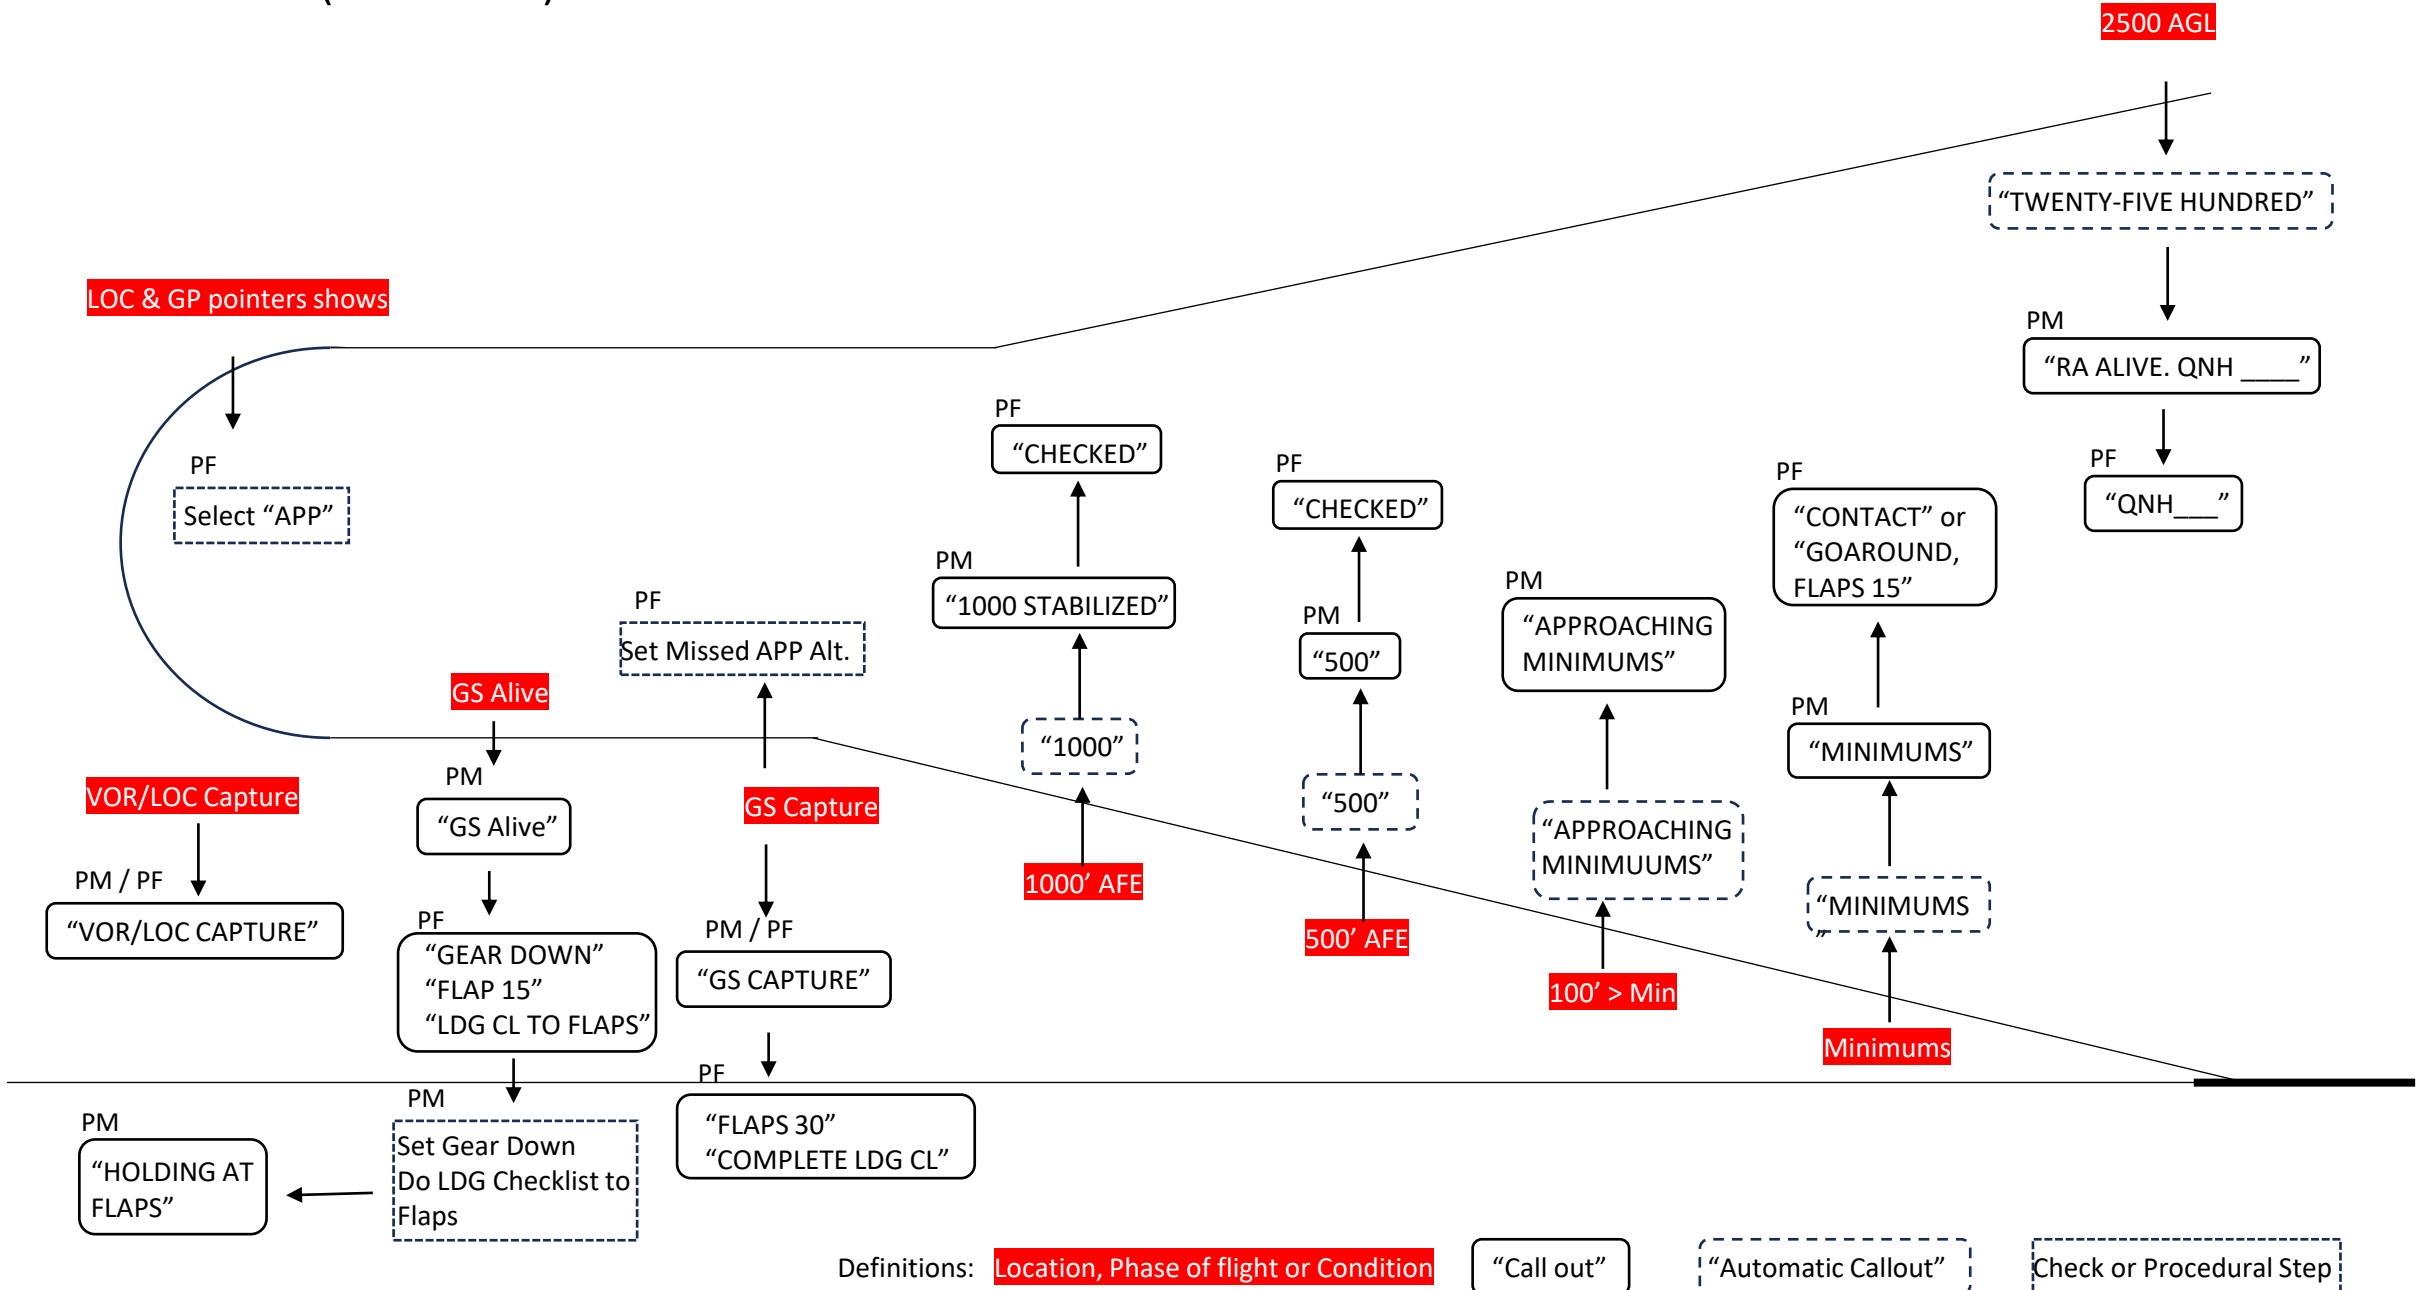 2500 AGL
“TWENTY-FIVE HUNDRED”
PM
“RA ALIVE. QNH ____”
PF
“QNH___”
LOC & GP pointers shows
PF
Select “APP”
VOR/LOC Capture
PM / PF
“VOR/LOC CAPTURE”
GS Alive
PM
“GS Alive”
PF
“GEAR DOWN”
“FLAP 15”
“LDG CL TO FLAPS”
PM
Set Gear Down
Do LDG Checklist to
Flaps
PM
“HOLDING AT
FLAPS”
PF
Set Missed APP Alt.
GS Capture
PM / PF
“GS CAPTURE”
PF
“FLAPS 30”
“COMPLETE LDG CL”
PF
“CHECKED”
PM
“1000 STABILIZED”
“1000”
1000’ AFE
PF
“CHECKED”
PM
“500”
“500”
500’ AFE
PM
“APPROACHING
MINIMUMS”
“APPROACHING
MINIMUUMS”
100’ > Min
PF
“CONTACT” or
“GOAROUND,
FLAPS 15”
PM
“MINIMUMS”
“MINIMUMS
”
Minimums
Definitions:
Location, Phase of flight or Condition
“Call out”
“Automatic Callout”
Check or Procedural Step